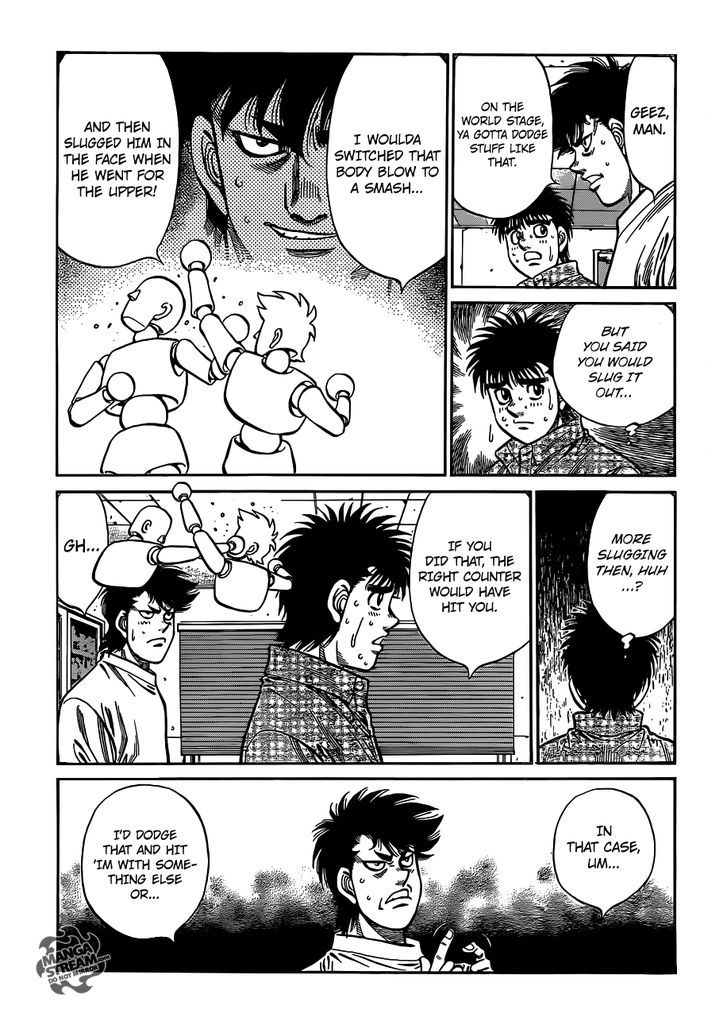 GEEZ,
MAN.
ON THE
WORLD STAGE,
YA GOTTA DODGE
STUFF LIKE
THAT.
I WOULDA
SWITCHED THAT
BODY BLOW TO
A SMASH...
AND THEN
SLUGGED HIM IN
THE FACE WHEN
HE WENT FOR
THE UPPER!
BUT
YOU SAID
YOU WOULD
SLUG IT
OUT...
?
MORE
SLUGGING
THEN, HUH
...?
?
IF YOU
DID THAT, THE
RIGHT COUNTER
WOULD HAVE
HIT YOU.
GH...
IN
THAT CASE,
UM...
I'D DODGE
THAT AND HIT
'IM WITH SOME-
THING ELSE
OR...
MANGA
STREAM.com
DO NOT MIRROR